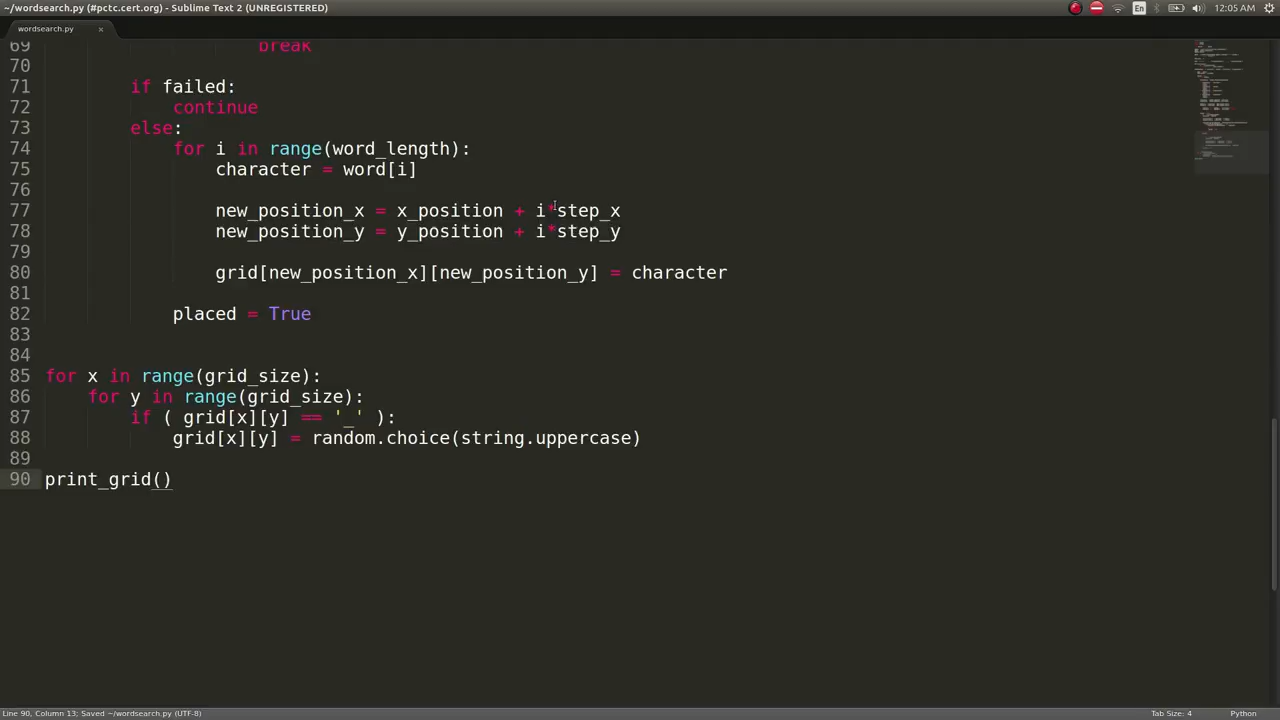 ~/wordsearch.py (#pctc.cert.org) - Sublime Text 2 (UNREGISTERED)
En
12:05 AM
wordsearch.py ×
69 break
70
71 if failed:
72 continue
73 else:
74 for i in range(word_length):
75 character = word[i]
76
77 new_position_x = x_position + i*step_x
78 new_position_y = y_position + i*step_y
79
80 grid[new_position_x][new_position_y] = character
81
82 placed = True
83
84
85 for x in range(grid_size):
86 for y in range(grid_size):
87 if ( grid[x][y] == '_' ):
88 grid[x][y] = random.choice(string.uppercase)
89
90 print_grid()
Line 90, Column 13; Saved ~/wordsearch.py (UTF-8)
Tab Size: 4
Python